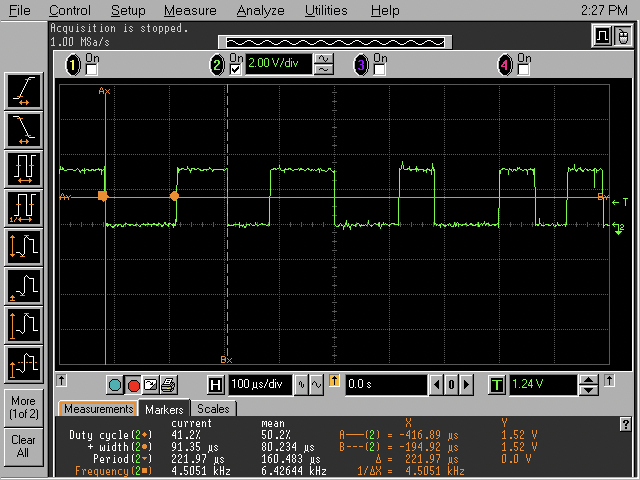 File Control Setup Measure Analyze Utilities Help 2:27 PM
Acquisition is stopped.
1.00 MSa/s
1 On 2 On 2.00 V/div 3 On 4 On
Ax
Ay By
T
2
Bx
H 100 µs/div 0.0 s 0 T 1.24 V
More
(1of 2)
Clear
All
Measurements Markers Scales ?
current mean X Y
Duty cycle(2) 41.2% 50.2% A---(2) = -416.89 µs 1.52 V
+ width(2) 91.35 µs 80.234 µs B---(2) = -194.92 µs 1.52 V
Period(2) 221.97 µs 160.483 µs Δ = 221.97 µs 0.0 V
Frequency(2) 4.5051 kHz 6.42644 kHz 1/ΔX = 4.5051 kHz